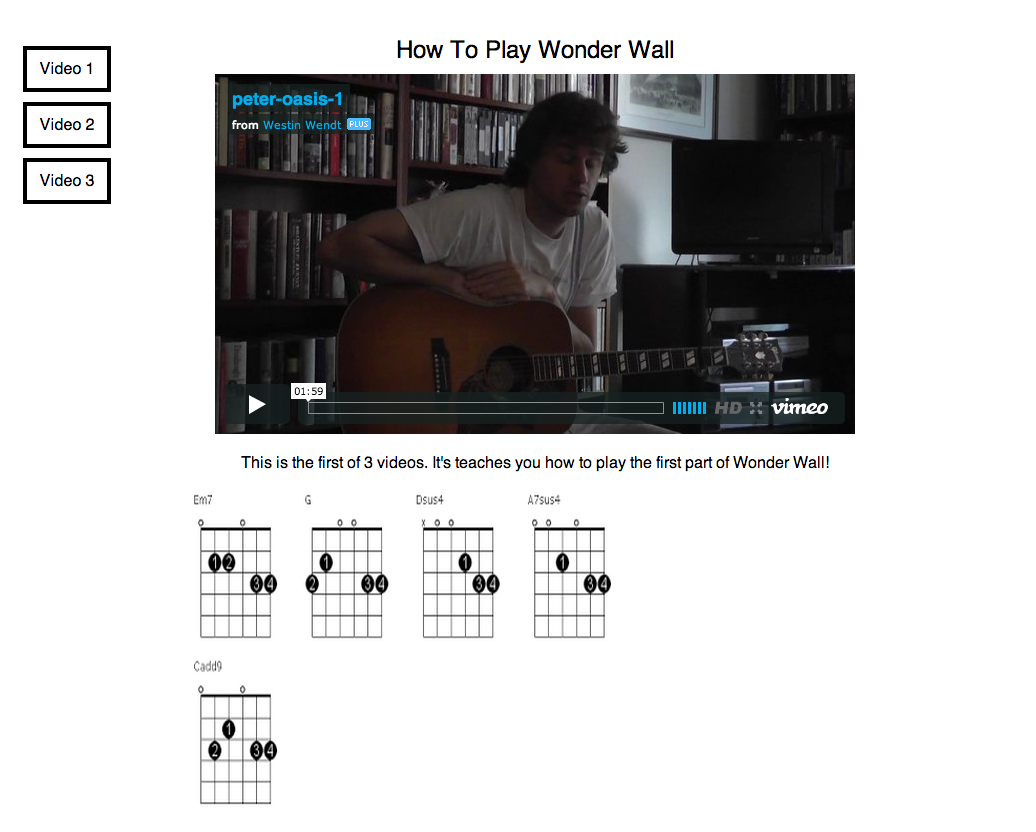 How To Play Wonder Wall
Video 1
Video 2
Video 3
peter-oasis-1
from Westin Wendt PLUS
01:59
HD vimeo
This is the first of 3 videos. It's teaches you how to play the first part of Wonder Wall!
Em7 G Dsus4 A7sus4
o o o o x o o o o o
1 2 3 4 1 2 3 4 1 3 4 1 3 4
Cadd9
o o
1 2 3 4